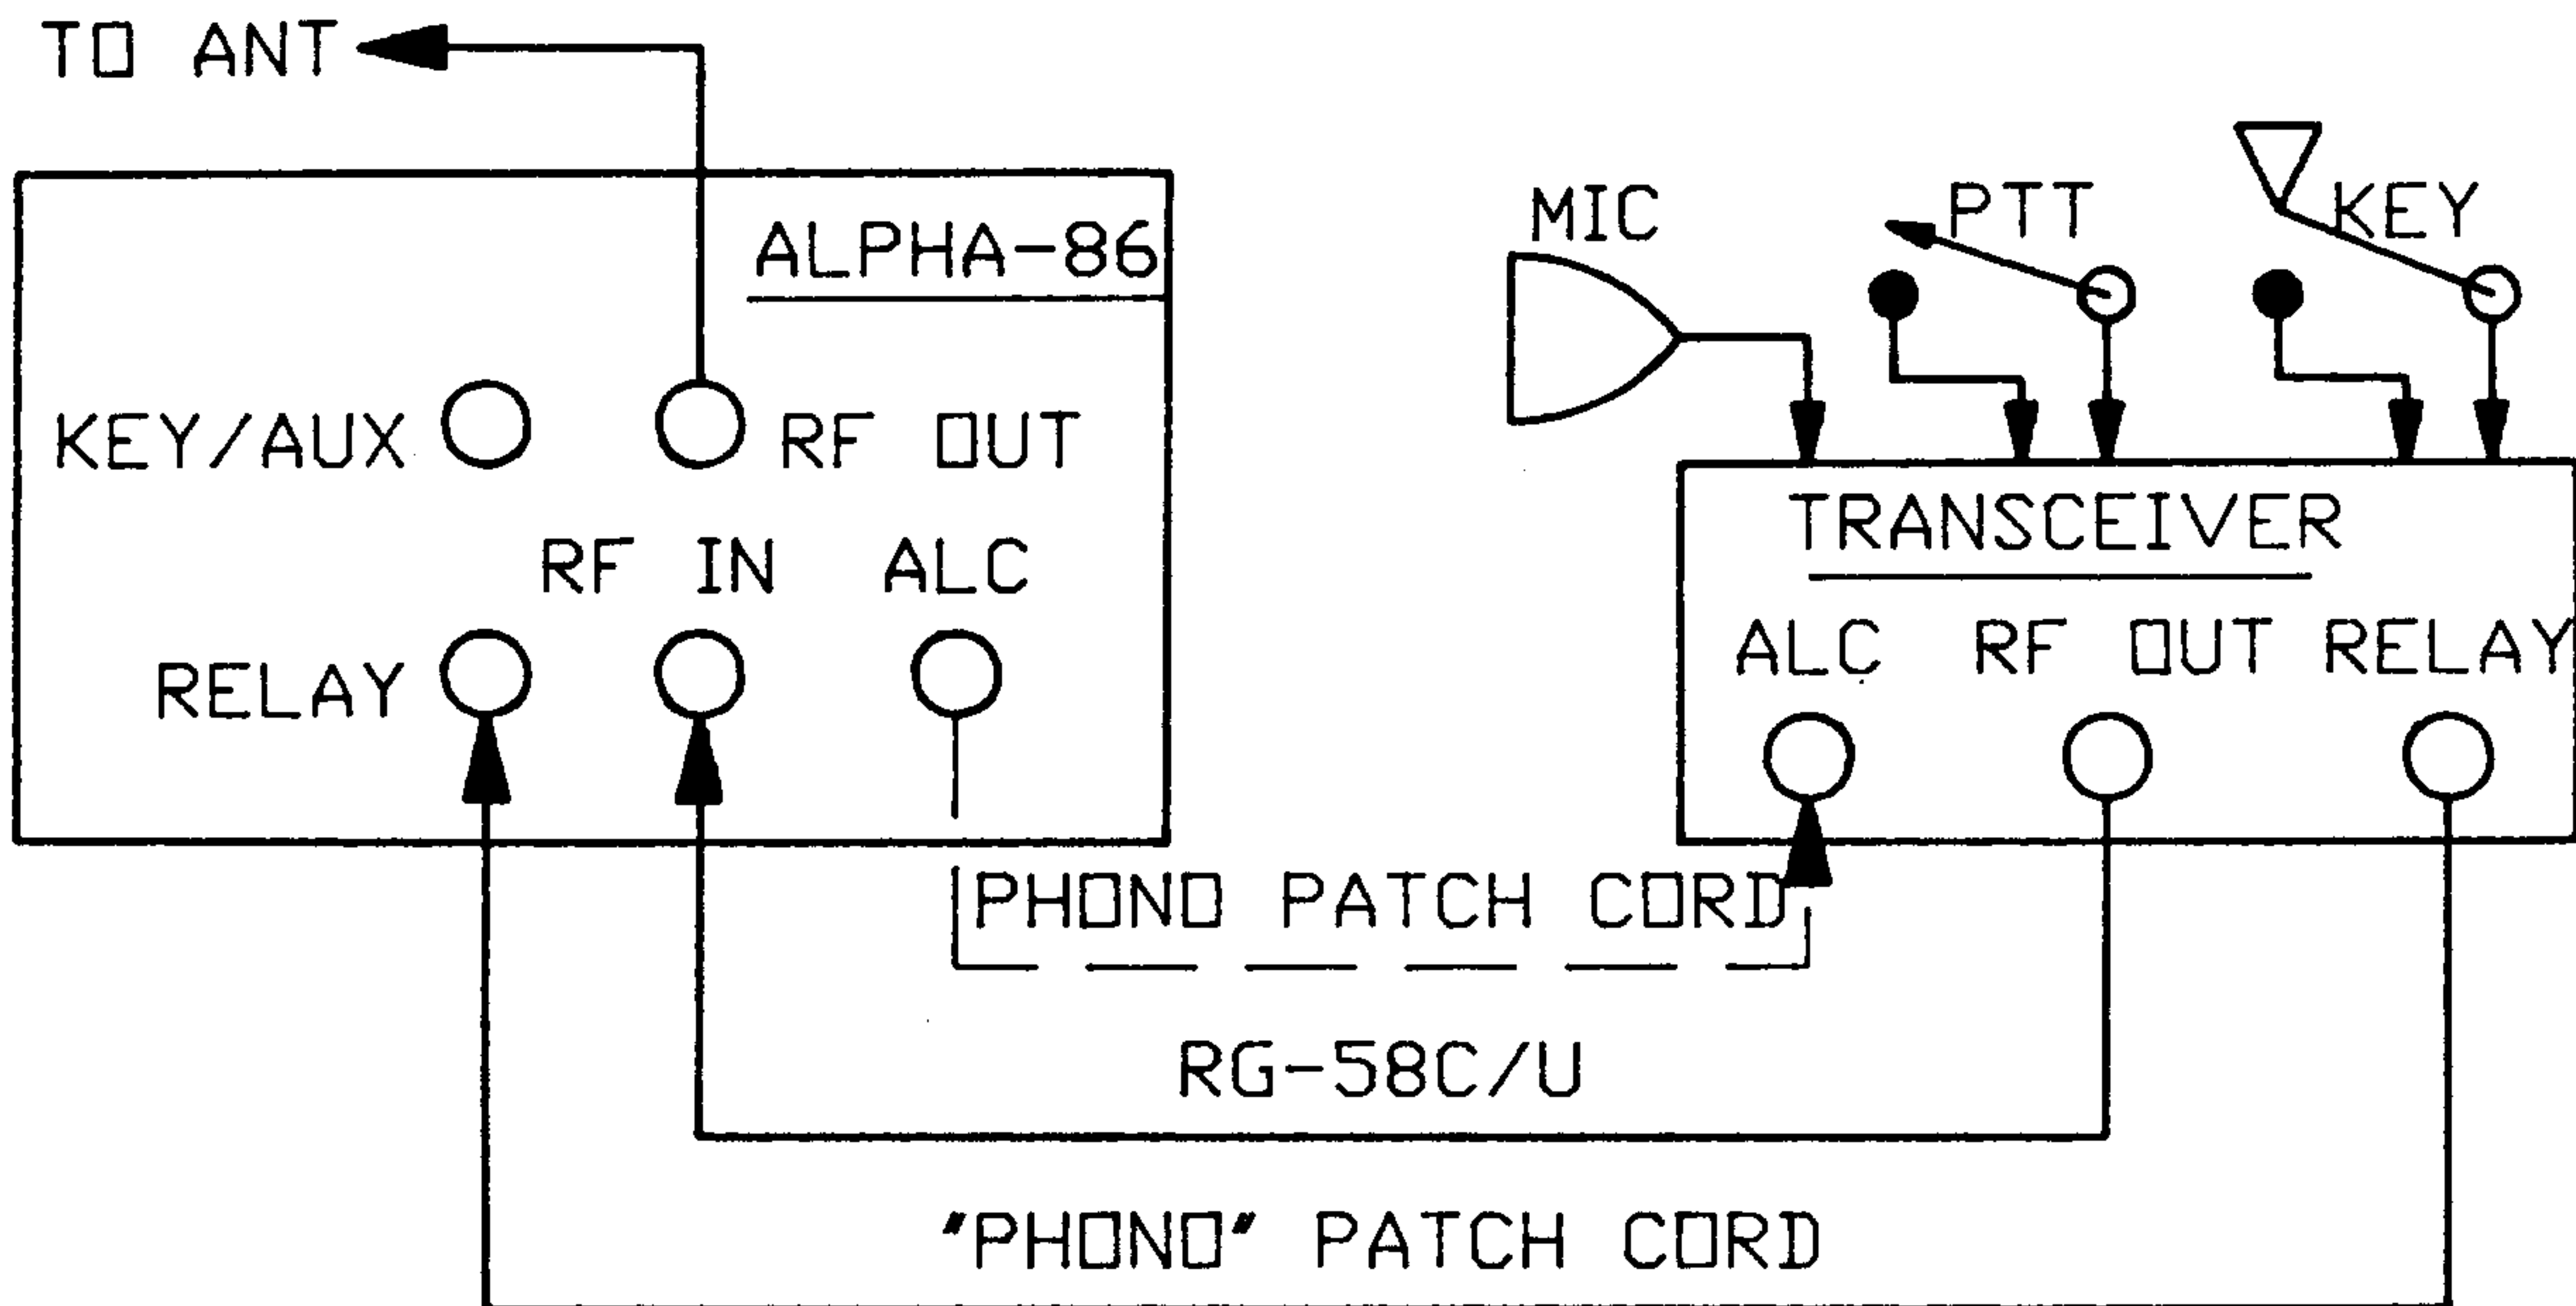 TO ANT
ALPHA-86
KEY/AUX
RF OUT
RF IN
ALC
RELAY
MIC
PTT
KEY
TRANSCEIVER
ALC
RF OUT
RELAY
PHONO PATCH CORD
RG-58C/U
"PHONO" PATCH CORD